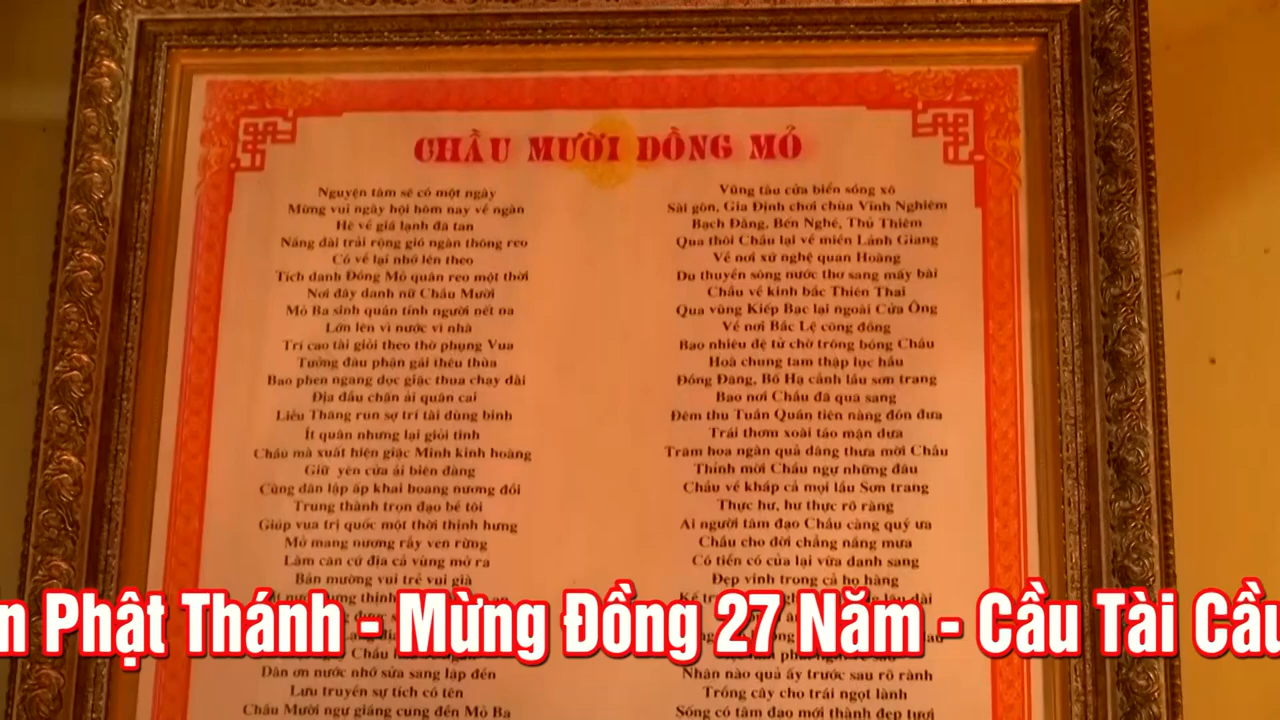 CHẦU MƯỜI ĐỒNG MỎ
Nguyện tâm sẽ có một ngày
Mừng vui ngày hội hôm nay về ngàn
Hè về giá lạnh đã tan
Nắng dài trải rộng gió ngàn thông reo
Cô về lại nhớ lên theo
Tích danh Đồng Mỏ quân reo một thời
Nơi đây danh nữ Chầu Mười
Mỏ Ba sinh quán tính người nết na
Lớn lên vì nước vì nhà
Trí cao tài giỏi theo thờ phụng Vua
Tưởng đâu phận gái thêu thùa
Bao phen ngang dọc giặc thua chạy dài
Địa đầu chấn ải quân cai
Liễu Thăng run sợ trí tài dùng binh
Ít quân nhưng lại giỏi tinh
Chầu mà xuất hiện giặc Minh kinh hoàng
Giữ yên cửa ải biên đàng
Cùng dân lập ấp khai hoang nương đồi
Trung thành trọn đạo bề tôi
Giúp vua trị quốc một thời thịnh hưng
Mở mang nương rẫy ven rừng
Làm căn cứ địa cả vùng mở ra
Bản mường vui trẻ vui già
Dân ơn nước nhớ sửa sang lập đền
Lưu truyền sự tích có tên
Chầu Mười ngự giáng cung đền Mỏ Ba
Vũng tàu cửa biển sóng xô
Sài gòn, Gia Định chơi chùa Vĩnh Nghiêm
Bạch Đằng, Bến Nghé, Thủ Thiêm
Qua thôi Chầu lại về miền Lảnh Giang
Về nơi xứ nghệ quan Hoàng
Du thuyền sông nước thơ sang mấy bài
Chầu về kinh bắc Thiên Thai
Qua vùng Kiếp Bạc lại ngoài Cửa Ông
Về nơi Bắc Lệ công đồng
Bao nhiêu đệ tử chờ trông bóng Chầu
Hoà chung tam thập lục hầu
Đồng Đăng, Bố Hạ cảnh lầu sơn trang
Bao nơi Chầu đã qua sang
Đêm thu Tuần Quán tiên nàng đón đưa
Trái thơm xoài táo mận dưa
Trăm hoa ngàn quả dâng thưa mời Chầu
Thỉnh mời Chầu ngự những đâu
Chầu về khắp cả mọi lầu Sơn trang
Thực hư, hư thực rõ ràng
Ai người tâm đạo Chầu càng quý ưa
Chầu cho đời chẳng nắng mưa
Có tiền có của lại vừa danh sang
Đẹp vinh trong cả họ hàng
Nhân nào quả ấy trước sau rõ rành
Trồng cây cho trái ngọt lành
Sống có tâm đạo mới thành đẹp tươi
n Phật Thánh - Mừng Đồng 27 Năm - Cầu Tài Cầu